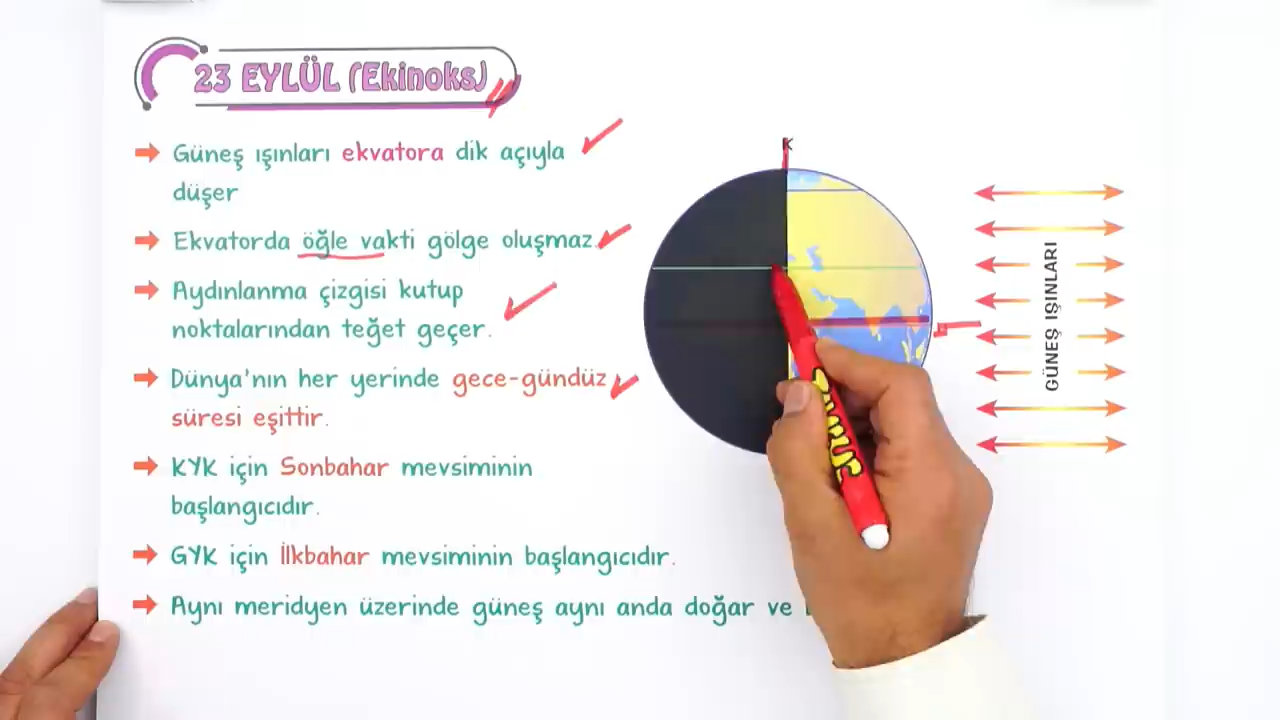 23 EYLÜL (Ekinoks)
Güneş ışınları ekvatora dik açıyla
düşer
Ekvatorda öğle vakti gölge oluşmaz.
Aydınlanma çizgisi kutup
noktalarından teğet geçer.
Dünya'nın her yerinde gece-gündüz
süresi eşittir.
KYK için Sonbahar mevsiminin
başlangıcıdır.
GYK için İlkbahar mevsiminin başlangıcıdır.
Aynı meridyen üzerinde güneş aynı anda doğar ve
K
GÜNEŞ IŞINLARI